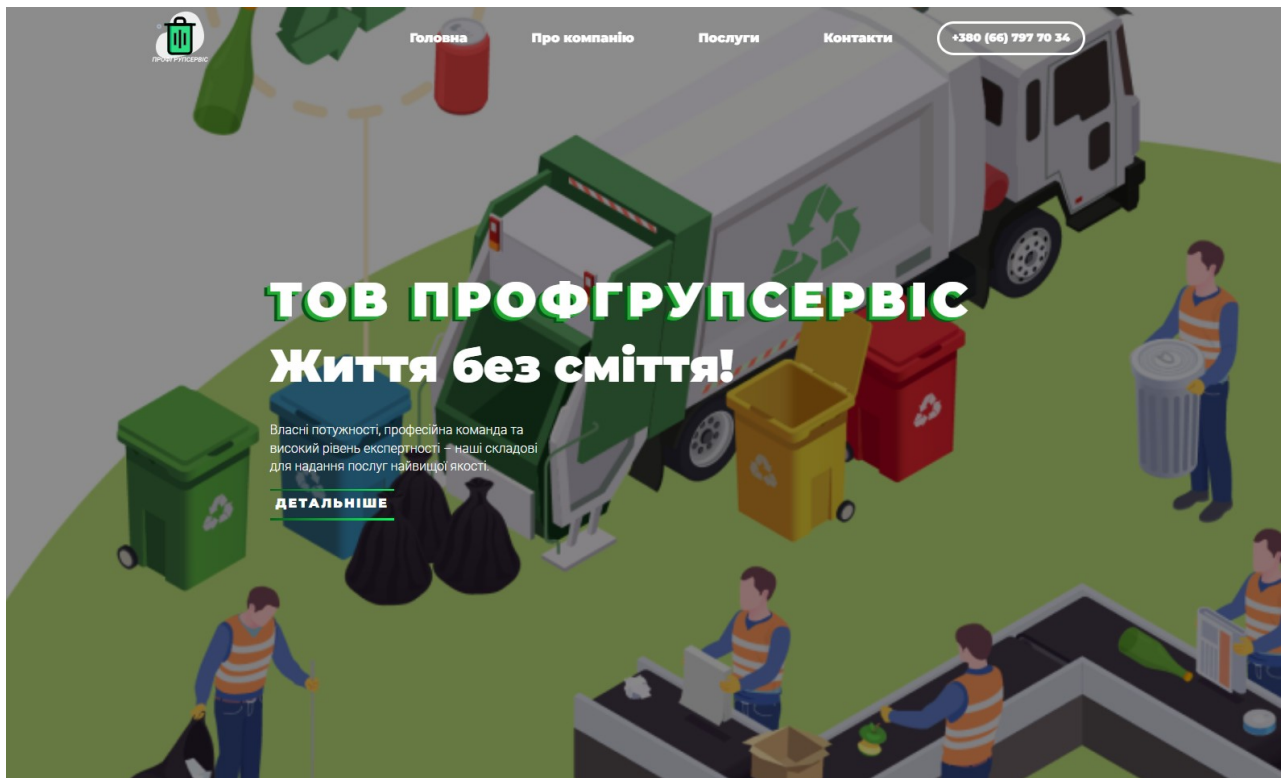 ПРОФГРУПСЕРВІС
Головна
Про компанію
Послуги
Контакти
+380 (66) 797 70 34
ТОВ ПРОФГРУПСЕРВІС
Життя без сміття!
Власні потужності, професійна команда та
високий рівень експертності – наші складові
для надання послуг найвищої якості.
ДЕТАЛЬНІШЕ